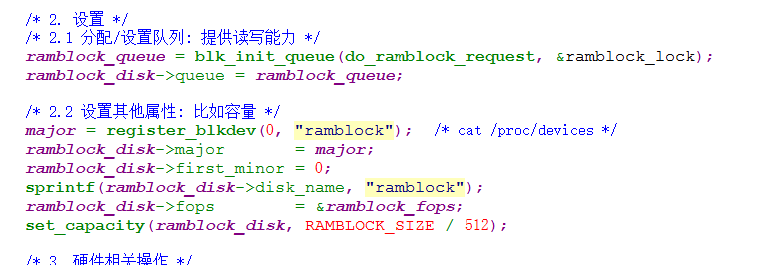 /* 2. 设置 */
/* 2.1 分配/设置队列: 提供读写能力 */
ramblock_queue = blk_init_queue(do_ramblock_request, &ramblock_lock);
ramblock_disk->queue = ramblock_queue;
/* 2.2 设置其他属性: 比如容量 */
major = register_blkdev(0, "ramblock");  /* cat /proc/devices */
ramblock_disk->major       = major;
ramblock_disk->first_minor = 0;
sprintf(ramblock_disk->disk_name, "ramblock");
ramblock_disk->fops        = &ramblock_fops;
set_capacity(ramblock_disk, RAMBLOCK_SIZE / 512);
/* 3. 硬件相关操作 */